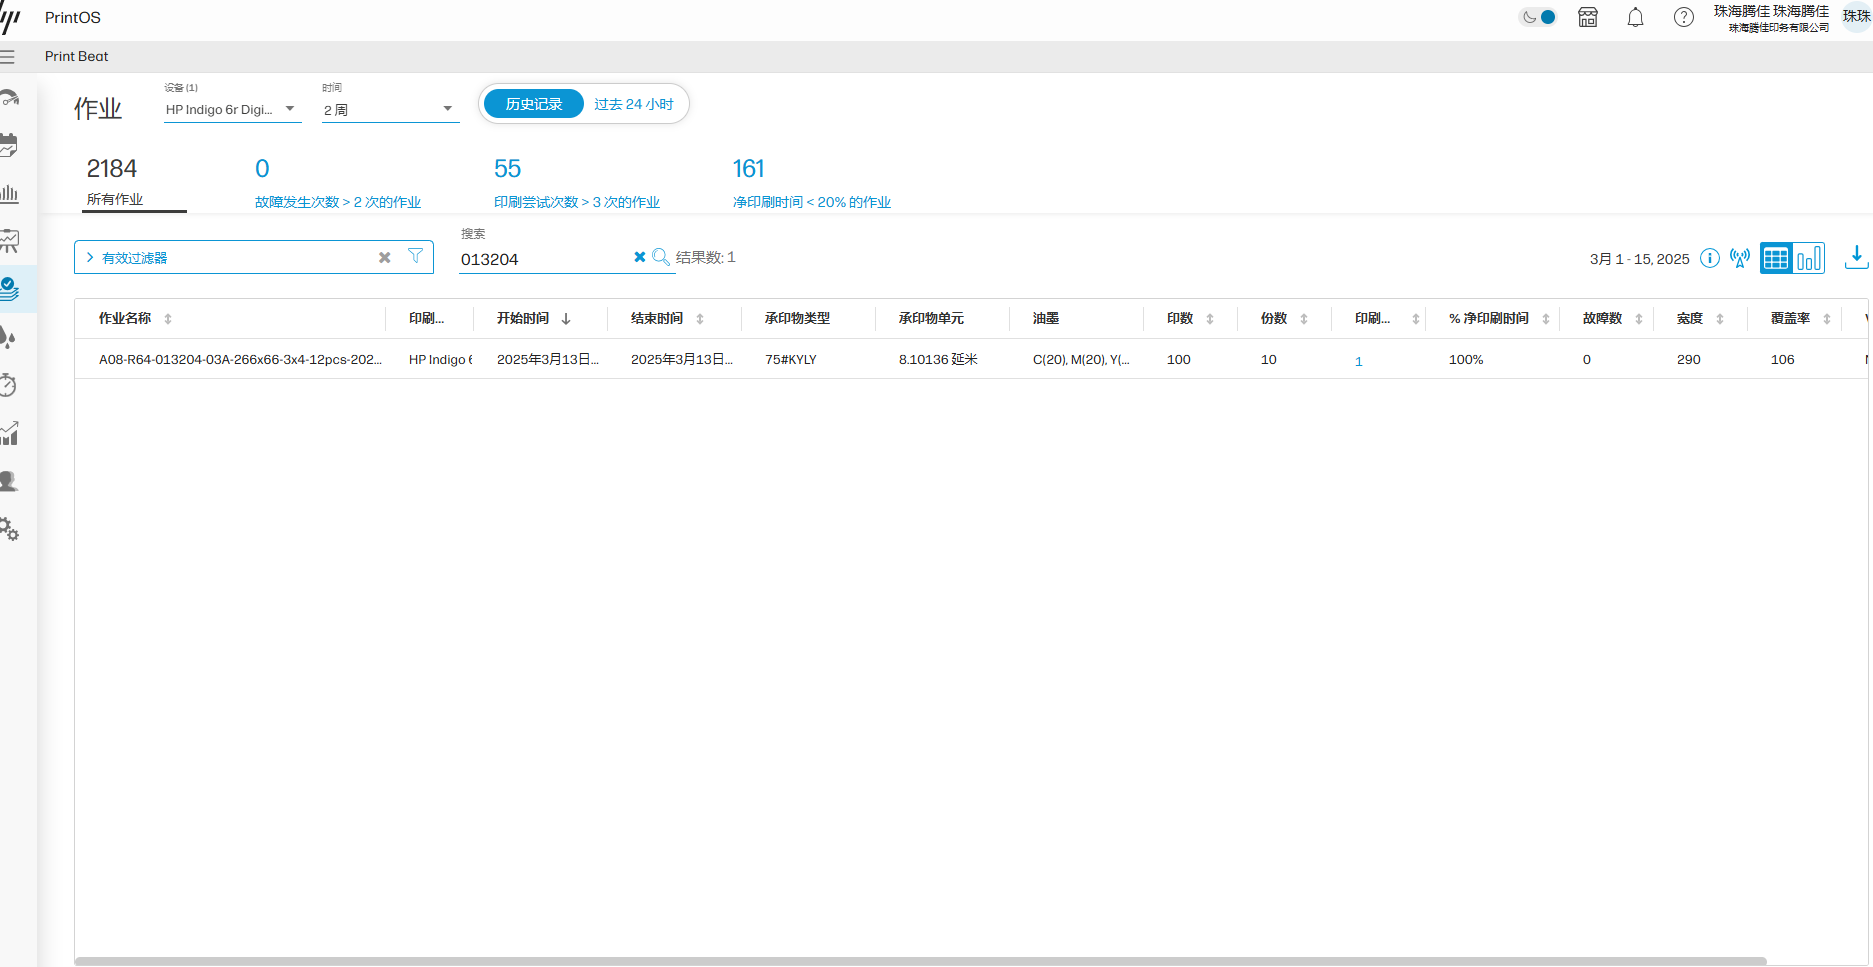 PrintOS
珠海腾佳 珠海腾佳
珠海腾佳印务有限公司
珠珠
Print Beat
作业
设备 (1)
HP Indigo 6r Digi...
时间
2 周
历史记录
过去 24 小时
2184
所有作业
0
故障发生次数 > 2 次的作业
55
印刷尝试次数 > 3 次的作业
161
净印刷时间 < 20% 的作业
有效过滤器
搜索
013204
结果数: 1
3月 1 - 15, 2025
作业名称 印刷... 开始时间 结束时间 承印物类型 承印物单元 油墨 印数 份数 印刷... % 净印刷时间 故障数 宽度 覆盖率
A08-R64-013204-03A-266x66-3x4-12pcs-202... HP Indigo 6 2025年3月13日... 2025年3月13日... 75#KYLY 8.10136 延米 C(20), M(20), Y(... 100 10 1 100% 0 290 106